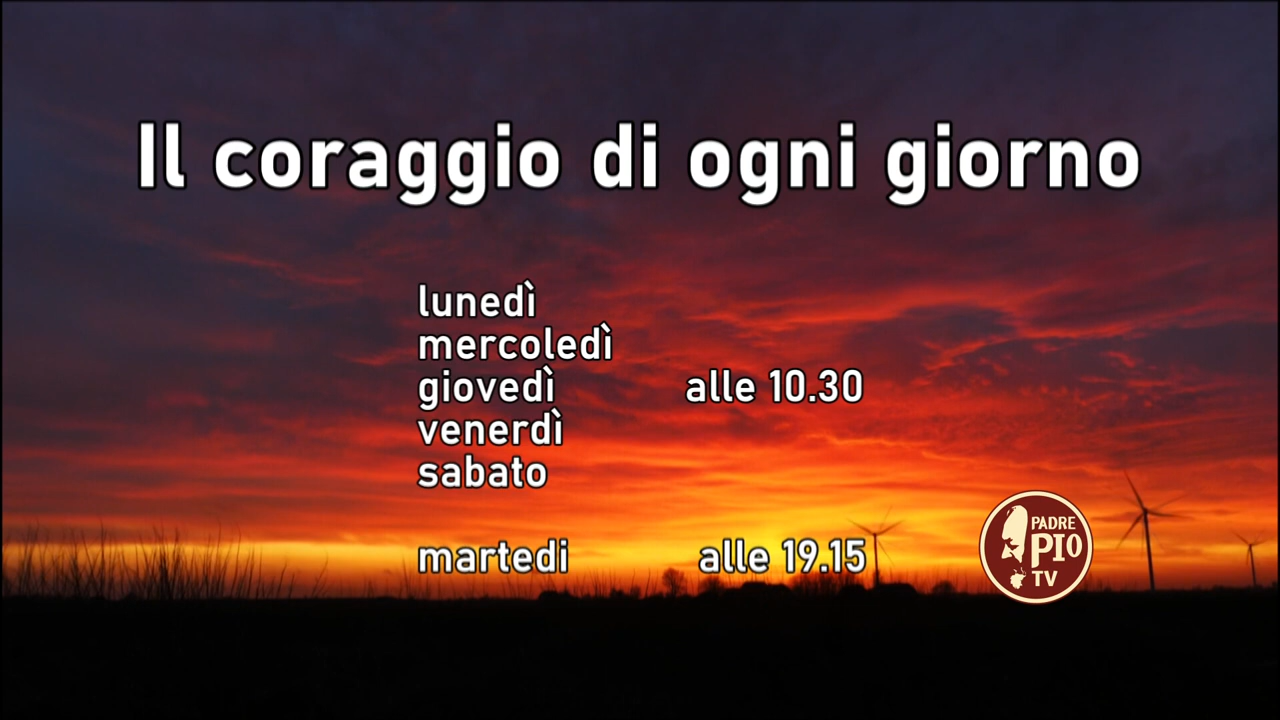 Il coraggio di ogni giorno
lunedì
mercoledì
giovedì alle 10.30
venerdì
sabato
martedi alle 19.15
PADRE
PIO
TV